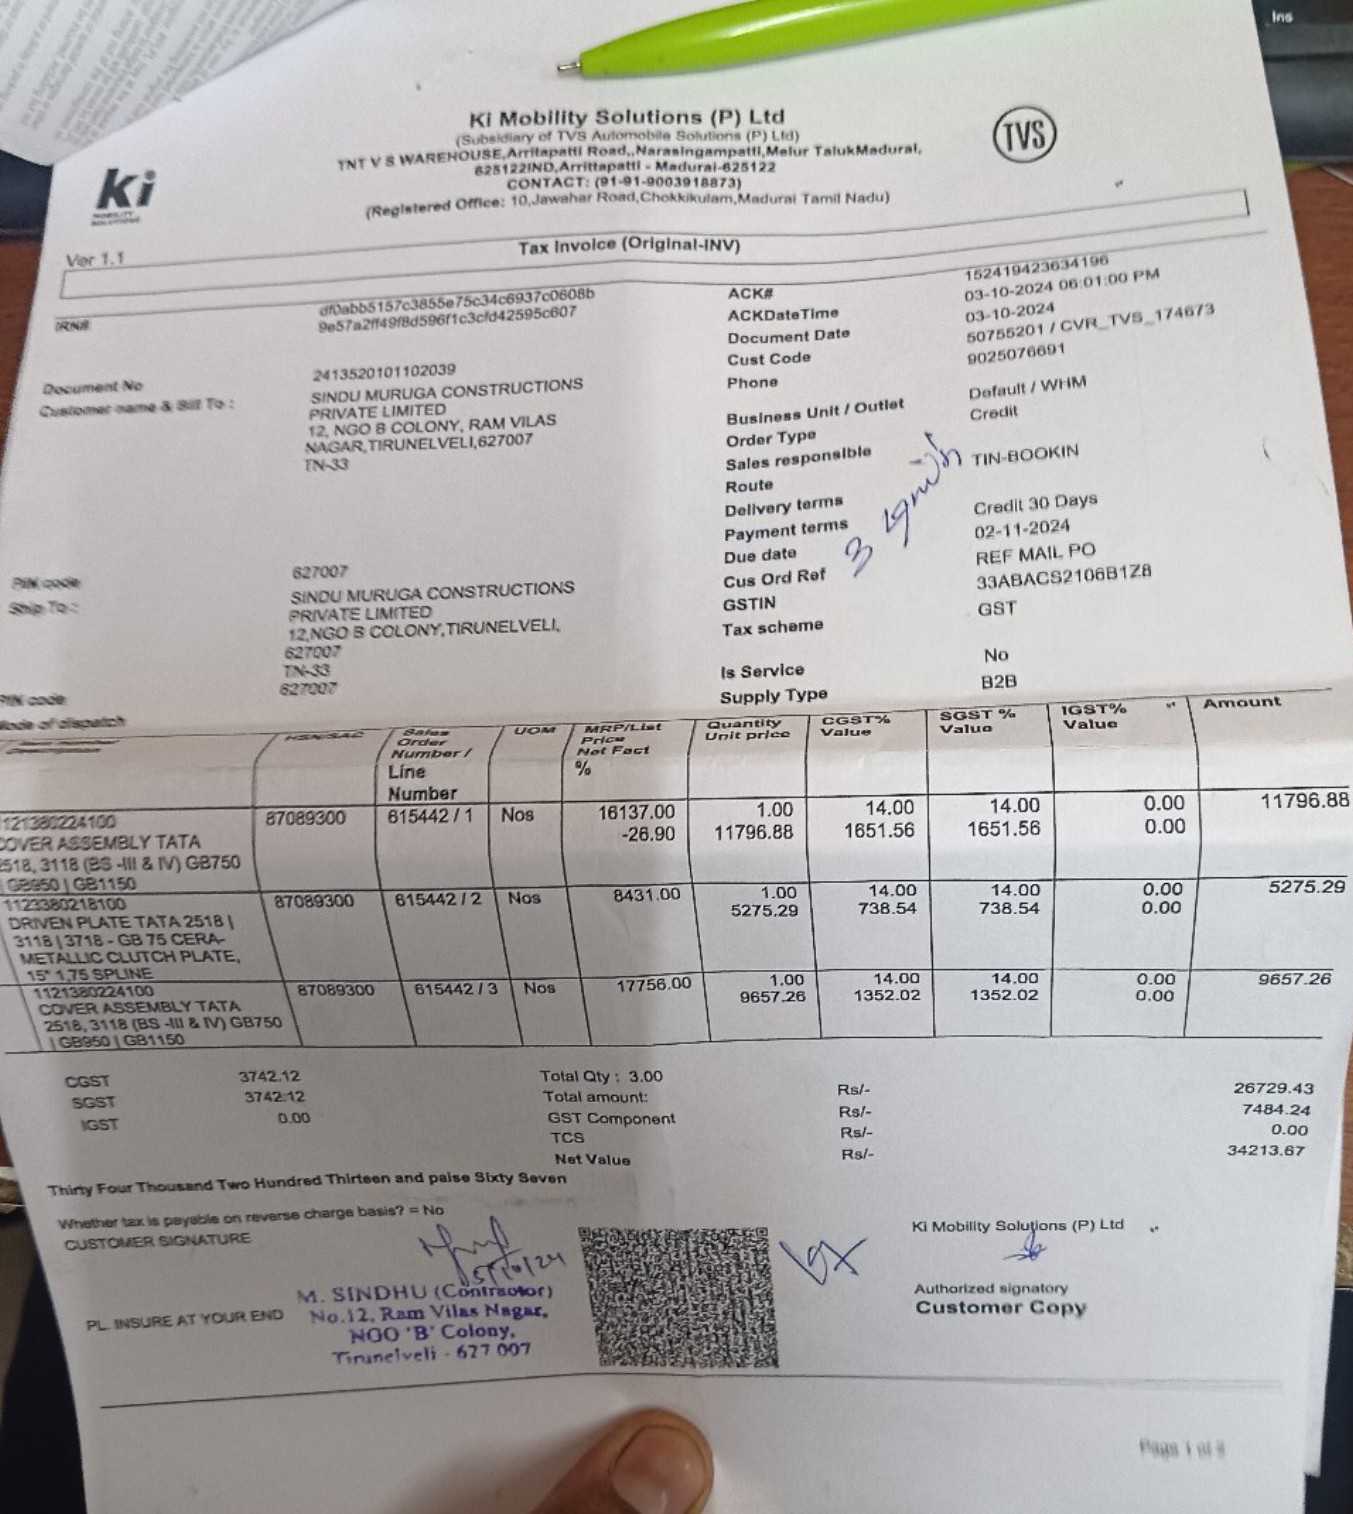 Ins
Ki Mobility Solutions (P) Ltd
(Subsidiary of TVS Automobile Solutions (P) Ltd)
TNT V S WAREHOUSE,Arritapatti Road,,Narasingampatti,Melur TalukMadurai,
625122IND,Arrittapatti - Madurai-625122
CONTACT: (91-91-9003918873)
(Registered Office: 10,Jawahar Road,Chokkikulam,Madurai Tamil Nadu)
TVS
ki
MOBILITY
SOLUTIONS
Ver 1.1
Tax Invoice (Original-INV)
IRN#
df0abb5157c3855e75c34c6937c0608b
9e57a2ff49f8d596f1c3cfd42595c607
Document No 2413520101102039
Customer name & Bill To : SINDU MURUGA CONSTRUCTIONS
PRIVATE LIMITED
12, NGO B COLONY, RAM VILAS
NAGAR,TIRUNELVELI,627007
TN-33
PIN code 627007
Ship To : SINDU MURUGA CONSTRUCTIONS
PRIVATE LIMITED
12,NGO B COLONY,TIRUNELVELI,
627007
TN-33
PIN code 627007
Mode of dispatch
ACK# 152419423634196
ACKDateTime 03-10-2024 06:01:00 PM
Document Date 03-10-2024
Cust Code 50755201 / CVR_TVS_174673
Phone 9025076691
Business Unit / Outlet Default / WHM
Order Type Credit
Sales responsible
Route TIN-BOOKIN
Delivery terms
Payment terms Credit 30 Days
Due date 02-11-2024
Cus Ord Ref REF MAIL PO
GSTIN 33ABACS2106B1Z8
Tax scheme GST
Is Service No
Supply Type B2B
3
HSN/SAC Sales Order Number / Line Number UOM MRP/List Price Net Fact % Quantity Unit price CGST% Value SGST % Value IGST% Value Amount
1121380224100 87089300 615442 / 1 Nos 16137.00 1.00 14.00 14.00 0.00 11796.88
COVER ASSEMBLY TATA -26.90 11796.88 1651.56 1651.56 0.00
2518, 3118 (BS -III & IV) GB750
| GB950 | GB1150
1123380218100 87089300 615442 / 2 Nos 8431.00 1.00 14.00 14.00 0.00 5275.29
DRIVEN PLATE TATA 2518 | 5275.29 738.54 738.54 0.00
3118 | 3718 - GB 75 CERA-
METALLIC CLUTCH PLATE,
15" 1,75 SPLINE
1121380224100 87089300 615442 / 3 Nos 17756.00 1.00 14.00 14.00 0.00 9657.26
COVER ASSEMBLY TATA 9657.26 1352.02 1352.02 0.00
2518, 3118 (BS -III & IV) GB750
| GB950 | GB1150
CGST 3742.12
SGST 3742.12
IGST 0.00
Total Qty : 3.00
Total amount: Rs/- 26729.43
GST Component Rs/- 7484.24
TCS Rs/- 0.00
Net Value Rs/- 34213.67
Thirty Four Thousand Two Hundred Thirteen and paise Sixty Seven
Whether tax is payable on reverse charge basis? = No
CUSTOMER SIGNATURE
5/10/24
M. SINDHU (Contractor)
No.12, Ram Vilas Nagar,
NGO 'B' Colony,
Tirunelveli - 627 007
PL. INSURE AT YOUR END
Ki Mobility Solutions (P) Ltd
Authorized signatory
Customer Copy